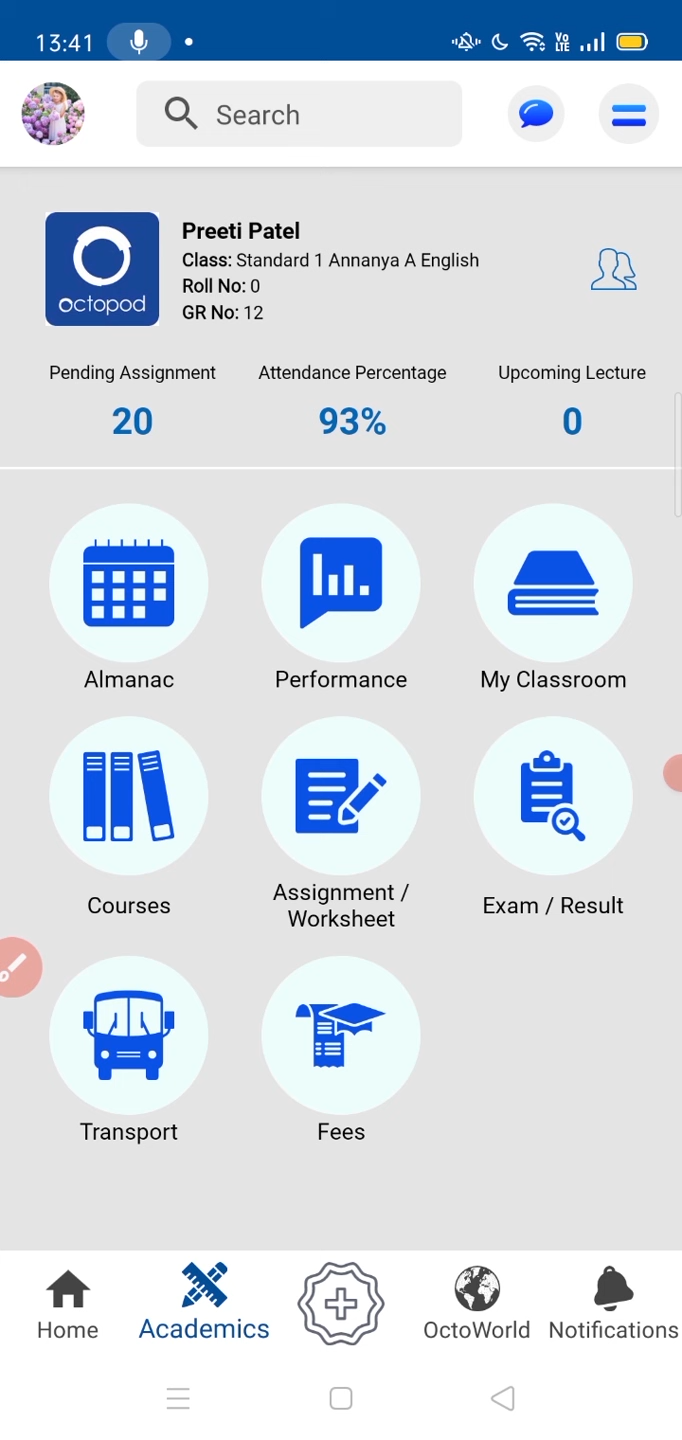 13:41
VO
LTE
Search
Preeti Patel
Class: Standard 1 Annanya A English
Roll No: 0
GR No: 12
octopod
Pending Assignment
Attendance Percentage
Upcoming Lecture
20
93%
0
Almanac
Performance
My Classroom
Courses
Assignment /
Worksheet
Exam / Result
Transport
Fees
Home
Academics
OctoWorld
Notifications